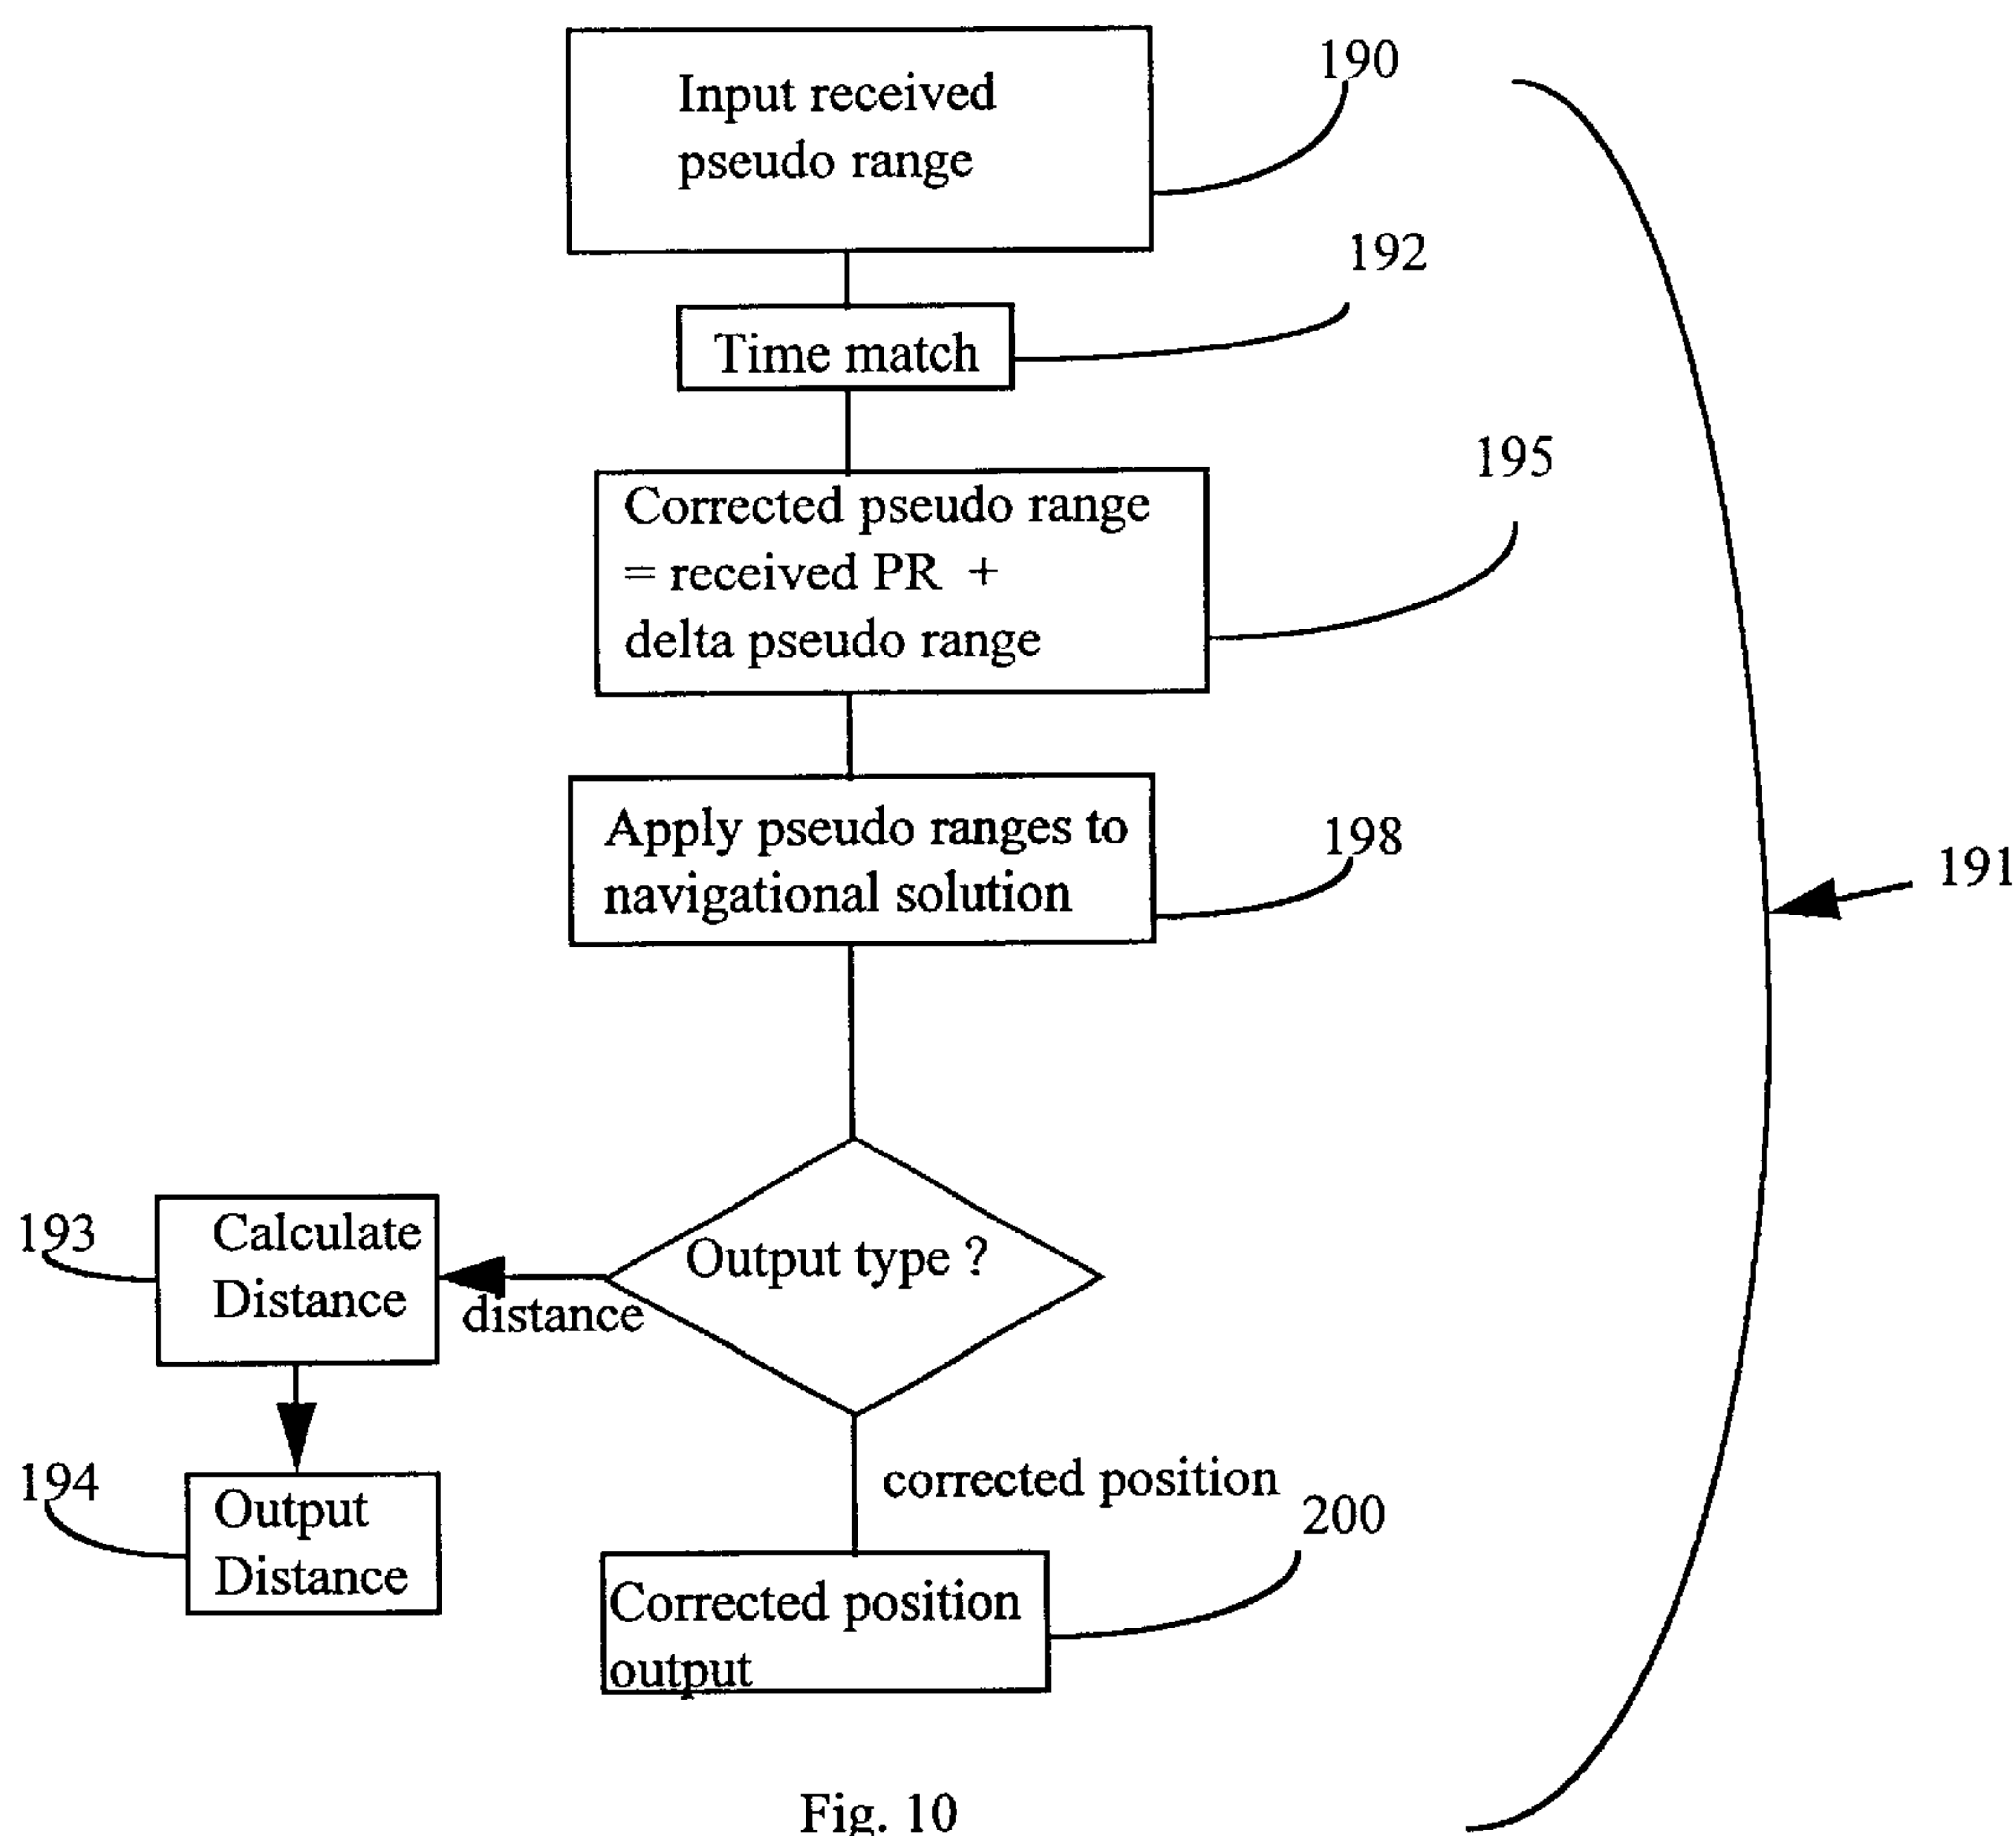 Input received
pseudo range
190
Time match
192
Corrected pseudo range
= received PR +
delta pseudo range
195
Apply pseudo ranges to
navigational solution
198
191
Output type ?
distance
Calculate
Distance
193
Output
Distance
194
corrected position
Corrected position
output
200
Fig. 10